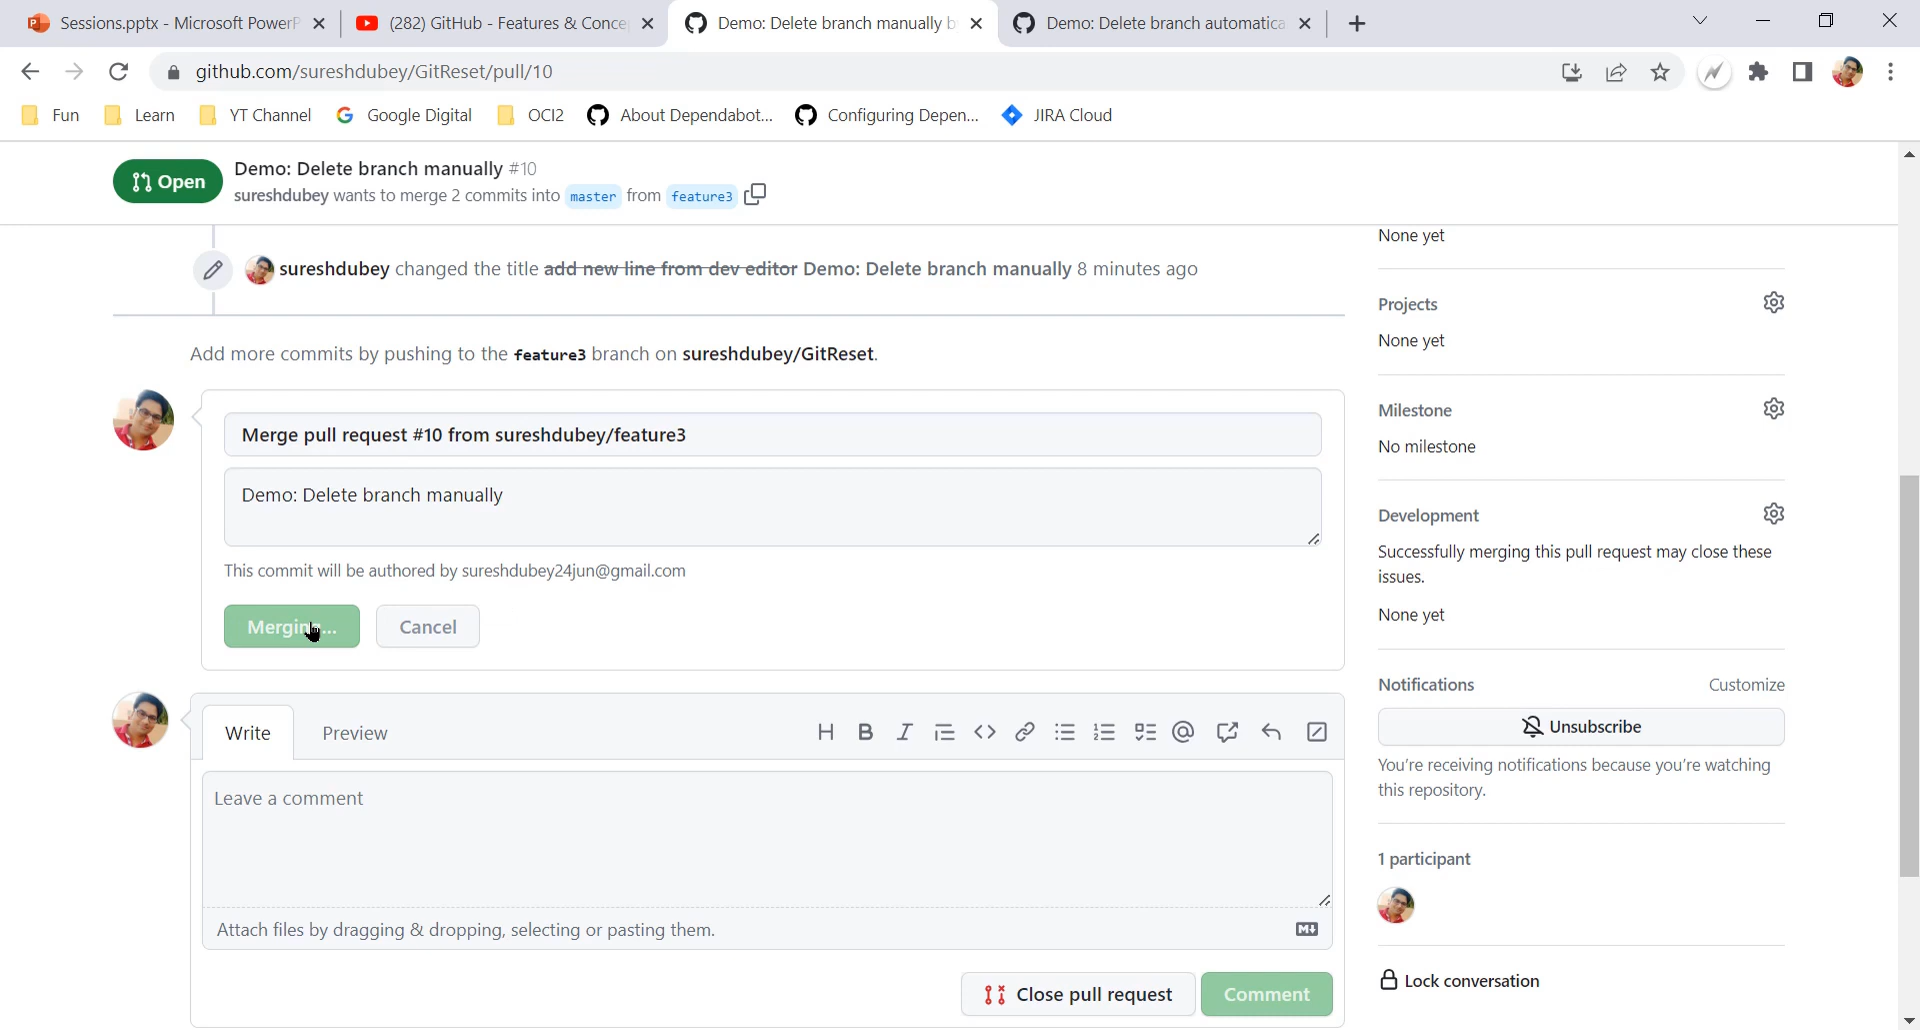 Sessions.pptx - Microsoft PowerP
(282) GitHub - Features & Conce
Demo: Delete branch manually b
Demo: Delete branch automatica
github.com/sureshdubey/GitReset/pull/10
Fun
Learn
YT Channel
Google Digital
OCI2
About Dependabot...
Configuring Depen...
JIRA Cloud
Open
Demo: Delete branch manually #10
sureshdubey wants to merge 2 commits into master from feature3
sureshdubey changed the title add new line from dev editor Demo: Delete branch manually 8 minutes ago
Add more commits by pushing to the feature3 branch on sureshdubey/GitReset.
Merge pull request #10 from sureshdubey/feature3
Demo: Delete branch manually
This commit will be authored by sureshdubey24jun@gmail.com
Merging...
Cancel
Write
Preview
Leave a comment
Attach files by dragging & dropping, selecting or pasting them.
Close pull request
Comment
None yet
Projects
None yet
Milestone
No milestone
Development
Successfully merging this pull request may close these
issues.
None yet
Notifications
Customize
Unsubscribe
You're receiving notifications because you're watching
this repository.
1 participant
Lock conversation